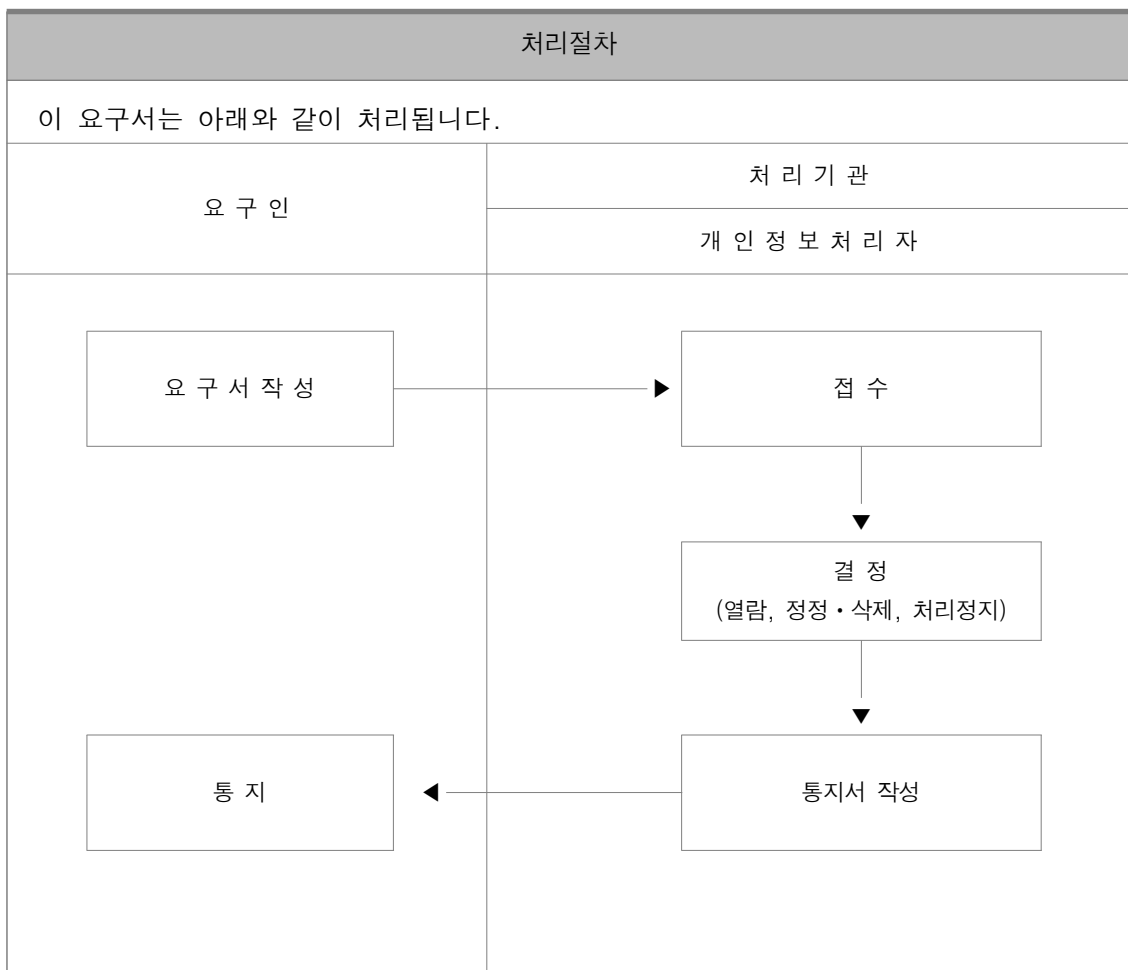 처리절차
이 요구서는 아래와 같이 처리됩니다.
요 구 인
처 리 기 관
개 인 정 보 처 리 자
요 구 서 작 성
접 수
결 정
(열람, 정정・삭제, 처리정지)
통 지
통지서 작성